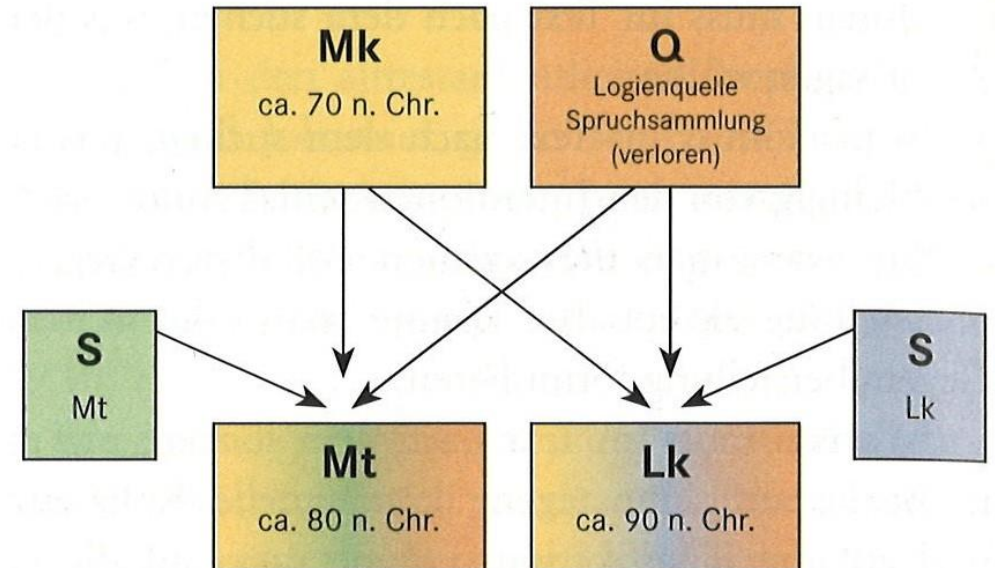 Mk
ca. 70 n. Chr.
Q
Logienquelle
Spruchsammlung
(verloren)
S
Mt
S
Lk
Mt
ca. 80 n. Chr.
Lk
ca. 90 n. Chr.